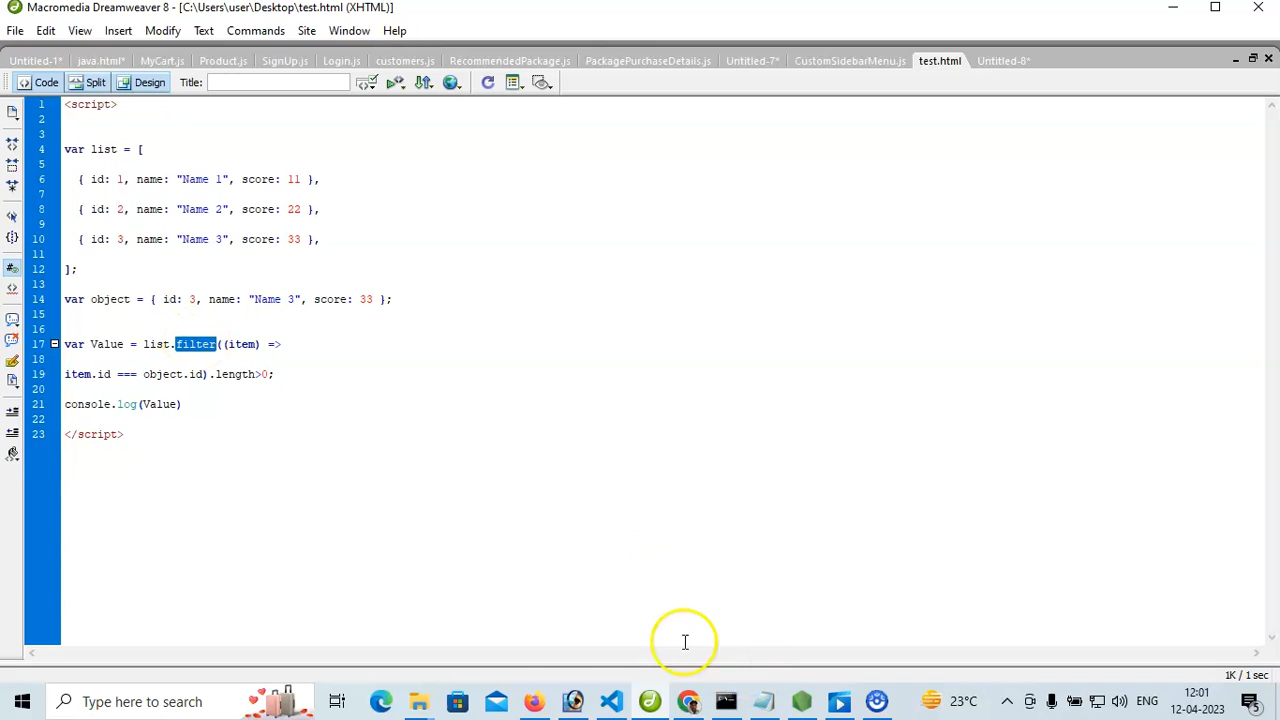 Macromedia Dreamweaver 8 - [C:\Users\user\Desktop\test.html (XHTML)]
File Edit View Insert Modify Text Commands Site Window Help
Untitled-1* java.html* MyCart.js Product.js SignUp.js Login.js customers.js RecommendedPackage.js PackagePurchaseDetails.js Untitled-7* CustomSidebarMenu.js test.html Untitled-8*
Code Split Design Title:
1 <script>
2
3
4 var list = [
5
6 { id: 1, name: "Name 1", score: 11 },
7
8 { id: 2, name: "Name 2", score: 22 },
9
10 { id: 3, name: "Name 3", score: 33 },
11
12 ];
13
14 var object = { id: 3, name: "Name 3", score: 33 };
15
16
17 var Value = list.filter((item) =>
18
19 item.id === object.id).length>0;
20
21 console.log(Value)
22
23 </script>
1K / 1 sec
Type here to search
23°C ENG 12:01
12-04-2023 5